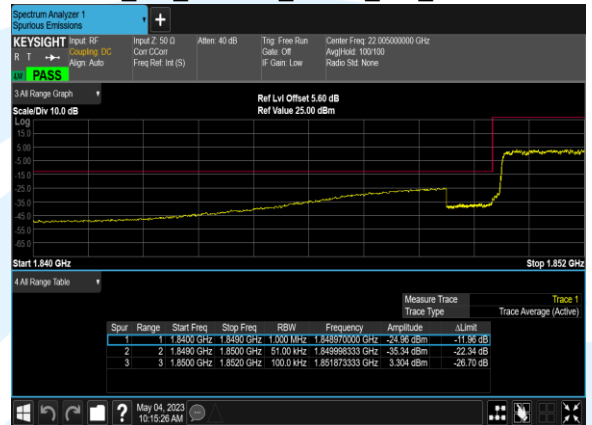 Spectrum Analyzer 1
Spurious Emissions
+
KEYSIGHT Input: RF Input Z: 50 Ω Atten: 40 dB Trig: Free Run Center Freq: 22.005000000 GHz
R T Coupling: DC Corr CCorr Gate: Off Avg|Hold: 100/100
Align: Auto Freq Ref: Int (S) IF Gain: Low Radio Std: None
PASS
3 All Range Graph
Ref Lvl Offset 5.60 dB
Scale/Div 10.0 dB Ref Value 25.00 dBm
Log
15.0
5.00
-5.00
-15.0
-25.0
-35.0
-45.0
-55.0
-65.0
Start 1.840 GHz Stop 1.852 GHz
4 All Range Table
Measure Trace Trace 1
Trace Type Trace Average (Active)
Spur Range Start Freq Stop Freq RBW Frequency Amplitude ΔLimit
1 1 1.8400 GHz 1.8490 GHz 1.000 MHz 1.848970000 GHz -24.96 dBm -11.96 dB
2 2 1.8490 GHz 1.8500 GHz 51.00 kHz 1.849998333 GHz -35.34 dBm -22.34 dB
3 3 1.8500 GHz 1.8520 GHz 100.0 kHz 1.851873333 GHz 3.304 dBm -26.70 dB
? May 04, 2023
10:15:26 AM